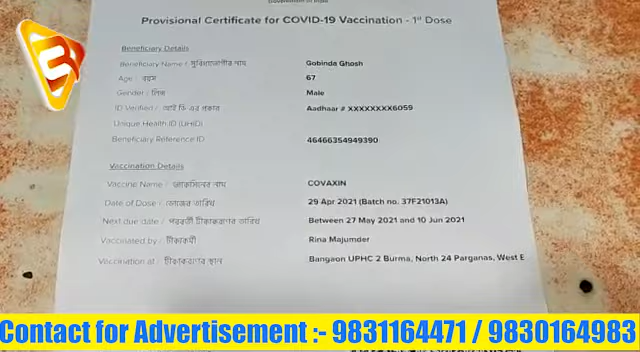 Government of India
Provisional Certificate for COVID-19 Vaccination - 1st Dose
Beneficiary Details
Beneficiary Name / সুবিধাভোগীর নাম Gobinda Ghosh
Age / বয়স 67
Gender / লিঙ্গ Male
ID Verified / আই ডি এর প্রকার Aadhaar # XXXXXXXX6059
Unique Health ID (UHID)
Beneficiary Reference ID 46466354949390
Vaccination Details
Vaccine Name / ভ্যাকসিনের নাম COVAXIN
Date of Dose / ডোজের তারিখ 29 Apr 2021 (Batch no. 37F21013A)
Next due date / পরবর্তী টীকাকরণের তারিখ Between 27 May 2021 and 10 Jun 2021
Vaccinated by / টীকাকর্মী Rina Majumder
Vaccination at / টীকাকরণের স্থান Bangaon UPHC 2 Burma, North 24 Parganas, West E
Contact for Advertisement :- 9831164471 / 9830164983